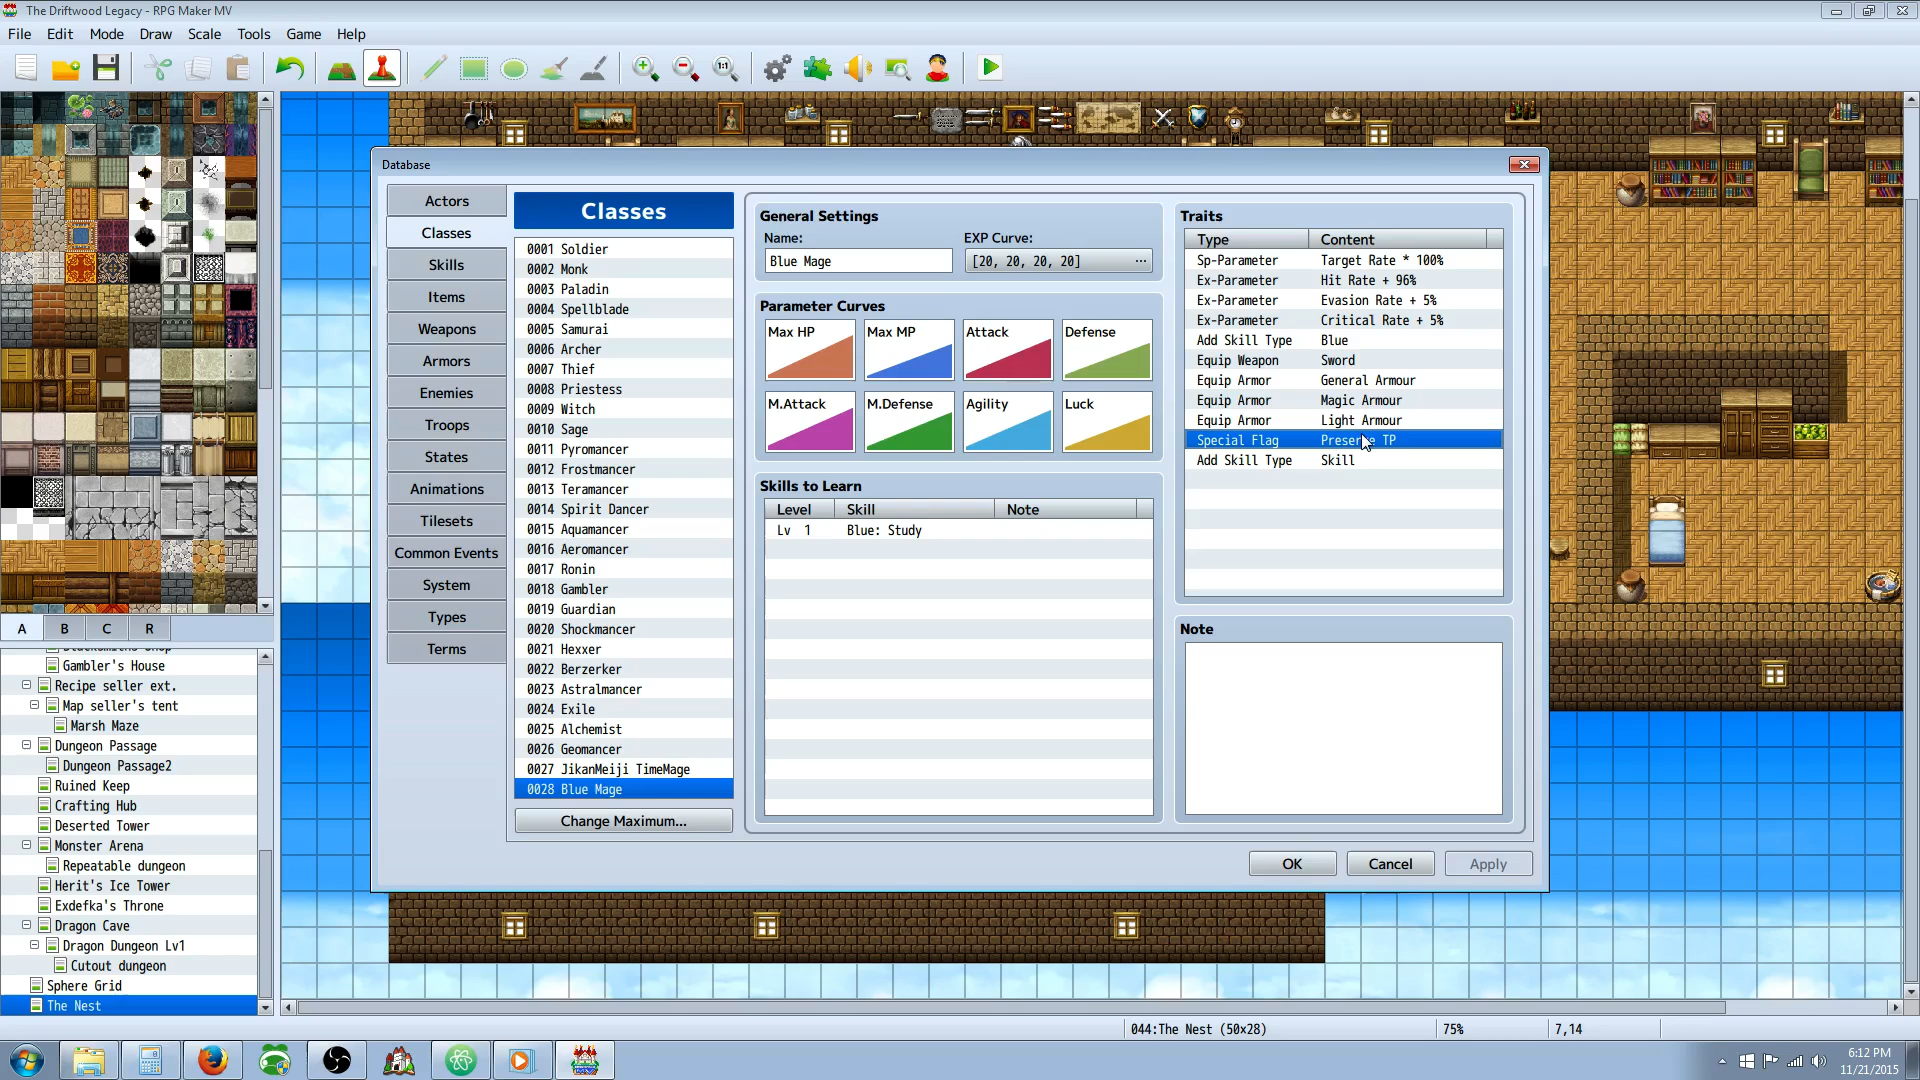 The Driftwood Legacy - RPG Maker MV
File Edit Mode Draw Scale Tools Game Help
1:1
Database
Actors
Classes
Skills
Items
Weapons
Armors
Enemies
Troops
States
Animations
Tilesets
Common Events
System
Types
Terms
Classes
0001 Soldier
0002 Monk
0003 Paladin
0004 Spellblade
0005 Samurai
0006 Archer
0007 Thief
0008 Priestess
0009 Witch
0010 Sage
0011 Pyromancer
0012 Frostmancer
0013 Teramancer
0014 Spirit Dancer
0015 Aquamancer
0016 Aeromancer
0017 Ronin
0018 Gambler
0019 Guardian
0020 Shockmancer
0021 Hexxer
0022 Berzerker
0023 Astralmancer
0024 Exile
0025 Alchemist
0026 Geomancer
0027 JikanMeiji TimeMage
0028 Blue Mage
Change Maximum...
General Settings
Name: EXP Curve:
Blue Mage [20, 20, 20, 20] ...
Parameter Curves
Max HP Max MP Attack Defense
M.Attack M.Defense Agility Luck
Skills to Learn
Level Skill Note
Lv 1 Blue: Study
Traits
Type Content
Sp-Parameter Target Rate * 100%
Ex-Parameter Hit Rate + 96%
Ex-Parameter Evasion Rate + 5%
Ex-Parameter Critical Rate + 5%
Add Skill Type Blue
Equip Weapon Sword
Equip Armor General Armour
Equip Armor Magic Armour
Equip Armor Light Armour
Special Flag Preserve TP
Add Skill Type Skill
Note
OK Cancel Apply
A B C R
Gambler's House
Recipe seller ext.
Map seller's tent
Marsh Maze
Dungeon Passage
Dungeon Passage2
Ruined Keep
Crafting Hub
Deserted Tower
Monster Arena
Repeatable dungeon
Herit's Ice Tower
Exdefka's Throne
Dragon Cave
Dragon Dungeon Lv1
Cutout dungeon
Sphere Grid
The Nest
044:The Nest (50x28) 75% 7,14
6:12 PM
11/21/2015